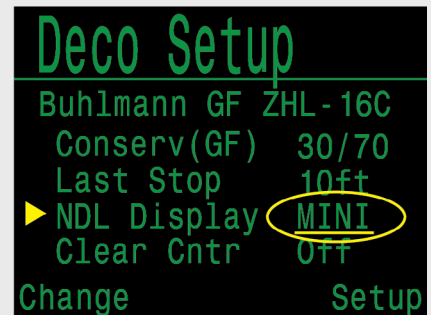 Deco Setup
Buhlmann GF ZHL-16C
Conserv(GF) 30/70
Last Stop 10ft
NDL Display MINI
Clear Cntr Off
Change Setup